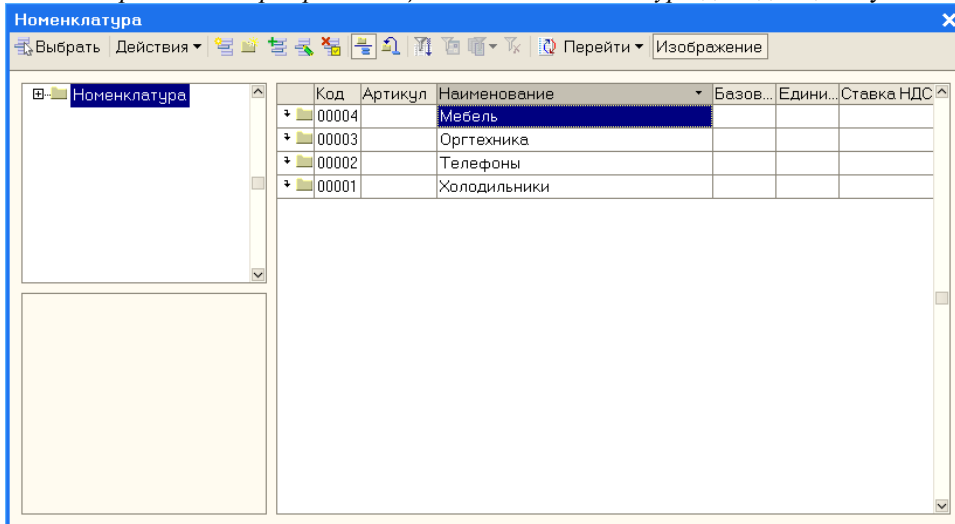 Номенклатура
Выбрать Действия Перейти Изображение
Номенклатура
Код Артикул Наименование Базов... Едини... Ставка НДС
00004 Мебель
00003 Оргтехника
00002 Телефоны
00001 Холодильники